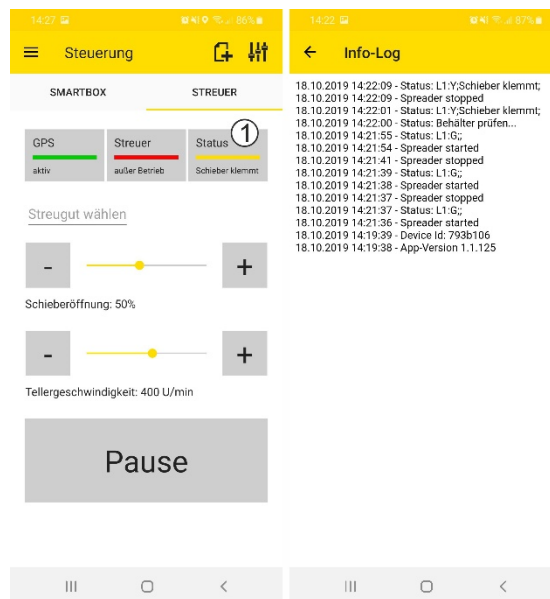 14:27
86%
Steuerung
SMARTBOX
STREUER
GPS
Streuer
Status
1
aktiv
außer Betrieb
Schieber klemmt
Streugut wählen
-
+
Schieberöffnung: 50%
-
+
Tellergeschwindigkeit: 400 U/min
Pause
14:22
87%
Info-Log
18.10.2019 14:22:09 - Status: L1:Y;Schieber klemmt;
18.10.2019 14:22:09 - Spreader stopped
18.10.2019 14:22:01 - Status: L1:Y;Schieber klemmt;
18.10.2019 14:22:00 - Status: Behälter prüfen...
18.10.2019 14:21:55 - Status: L1:G;;
18.10.2019 14:21:54 - Spreader started
18.10.2019 14:21:41 - Spreader stopped
18.10.2019 14:21:39 - Status: L1:G;;
18.10.2019 14:21:38 - Spreader started
18.10.2019 14:21:37 - Spreader stopped
18.10.2019 14:21:37 - Status: L1:G;;
18.10.2019 14:21:36 - Spreader started
18.10.2019 14:19:39 - Device Id: 793b106
18.10.2019 14:19:38 - App-Version 1.1.125